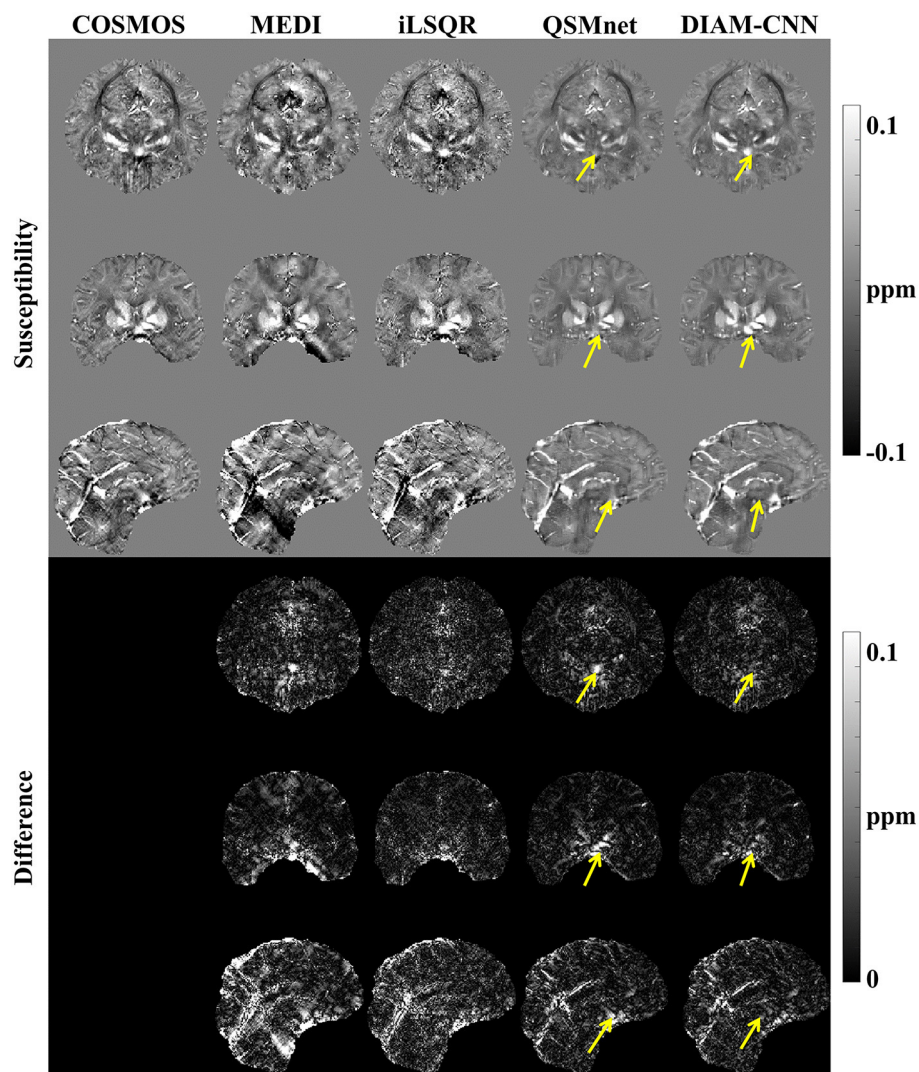 COSMOS MEDI iLSQR QSMnet DIAM-CNN
Susceptibility
0.1
ppm
-0.1
Difference
0.1
ppm
0